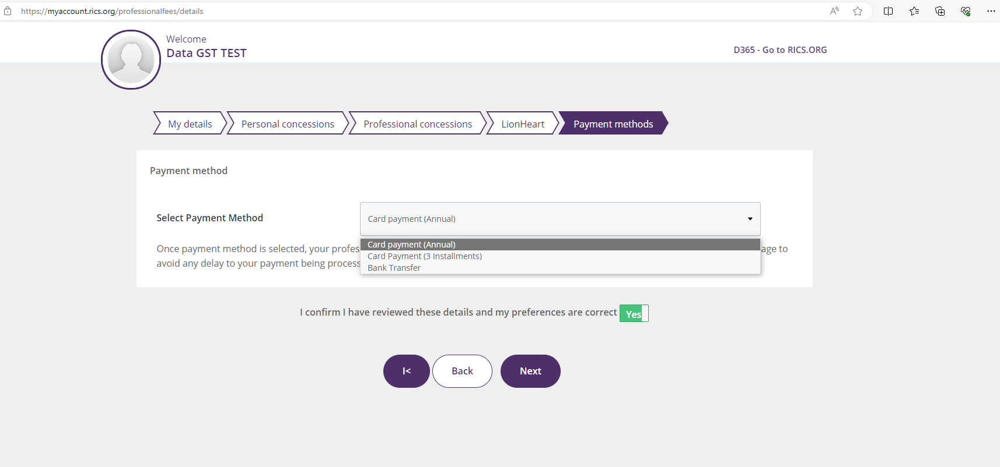 https://myaccount.rics.org/professionalfees/details
Welcome
Data GST TEST
D365 - Go to RICS.ORG
My details
Personal concessions
Professional concessions
LionHeart
Payment methods
Payment method
Select Payment Method
Card payment (Annual)
Card payment (Annual)
Card Payment (3 Installments)
Bank Transfer
Once payment method is selected, your profes age to
avoid any delay to your payment being process
I confirm I have reviewed these details and my preferences are correct Yes
I<
Back
Next